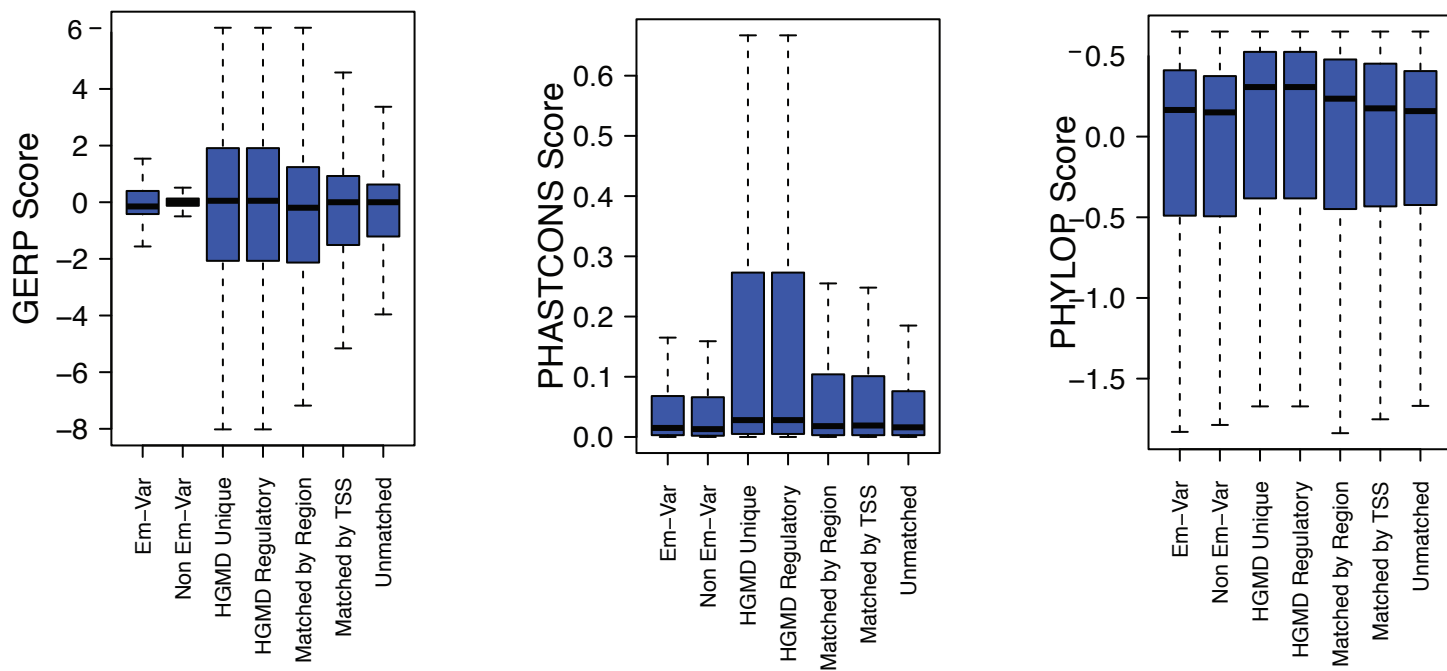 GERP Score
6
4
2
0
−2
−4
−6
−8
Em−Var
Non Em−Var
HGMD Unique
HGMD Regulatory
Matched by Region
Matched by TSS
Unmatched
PHASTCONS Score
0.6
0.5
0.4
0.3
0.2
0.1
0.0
Em−Var
Non Em−Var
HGMD Unique
HGMD Regulatory
Matched by Region
Matched by TSS
Unmatched
PHYLOP Score
−0.5
0.0
−0.5
−1.0
−1.5
Em−Var
Non Em−Var
HGMD Unique
HGMD Regulatory
Matched by Region
Matched by TSS
Unmatched